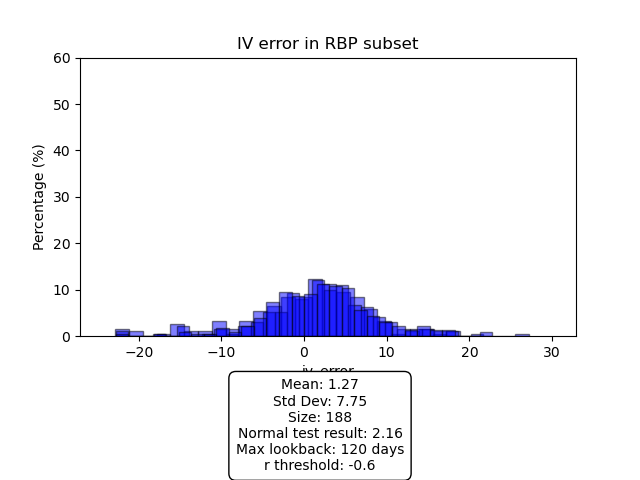 IV error in RBP subset
60
50
40
30
20
10
0
Percentage (%)
−20 −10 0 10 20 30
iv_error
Mean: 1.27
Std Dev: 7.75
Size: 188
Normal test result: 2.16
Max lookback: 120 days
r threshold: -0.6